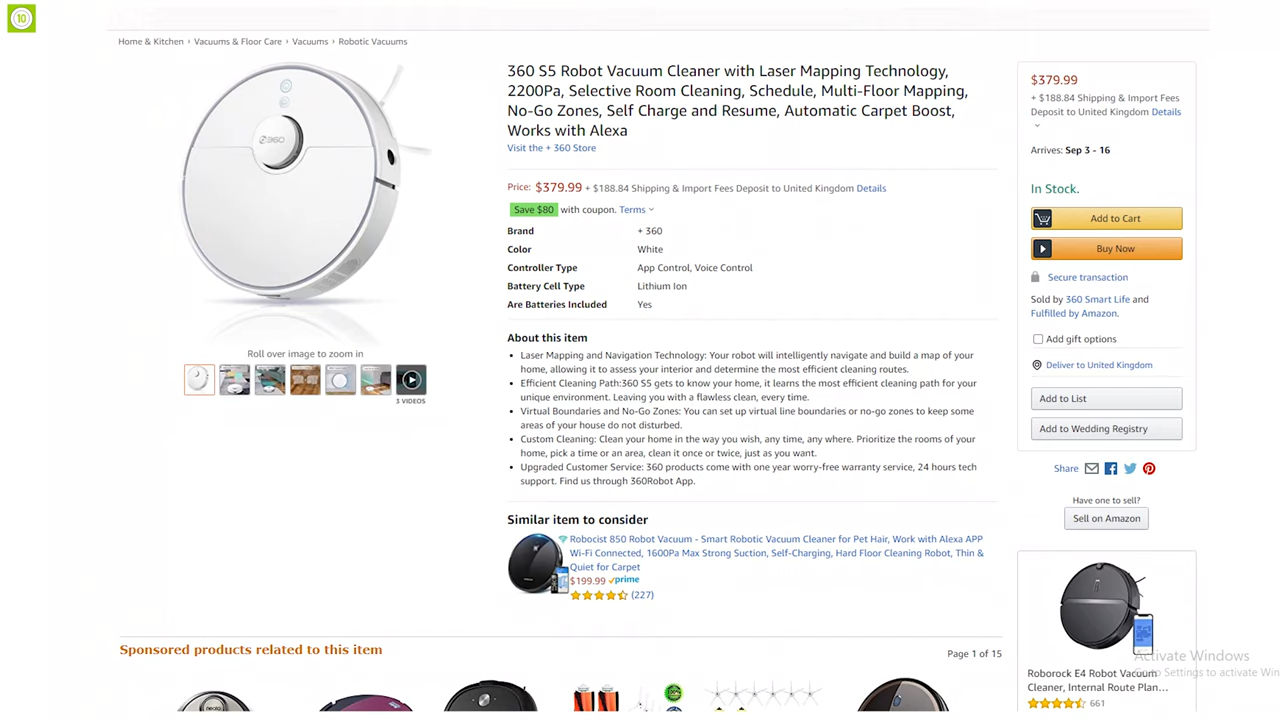 10
Home & Kitchen › Vacuums & Floor Care › Vacuums › Robotic Vacuums
360
360 S5 Robot Vacuum Cleaner with Laser Mapping Technology,
2200Pa, Selective Room Cleaning, Schedule, Multi-Floor Mapping,
No-Go Zones, Self Charge and Resume, Automatic Carpet Boost,
Works with Alexa
Visit the + 360 Store
Price: $379.99 + $188.84 Shipping & Import Fees Deposit to United Kingdom Details
Save $80 with coupon. Terms
Brand + 360
Color White
Controller Type App Control, Voice Control
Battery Cell Type Lithium Ion
Are Batteries Included Yes
Roll over image to zoom in
3 VIDEOS
About this item
Laser Mapping and Navigation Technology: Your robot will intelligently navigate and build a map of your
home, allowing it to assess your interior and determine the most efficient cleaning routes.
Efficient Cleaning Path:360 S5 gets to know your home, it learns the most efficient cleaning path for your
unique environment. Leaving you with a flawless clean, every time.
Virtual Boundaries and No-Go Zones: You can set up virtual line boundaries or no-go zones to keep some
areas of your house do not disturbed.
Custom Cleaning: Clean your home in the way you wish, any time, any where. Prioritize the rooms of your
home, pick a time or an area, clean it once or twice, just as you want.
Upgraded Customer Service: 360 products come with one year worry-free warranty service, 24 hours tech
support. Find us through 360Robot App.
Similar item to consider
Robocist 850 Robot Vacuum - Smart Robotic Vacuum Cleaner for Pet Hair, Work with Alexa APP
Wi-Fi Connected, 1600Pa Max Strong Suction, Self-Charging, Hard Floor Cleaning Robot, Thin &
Quiet for Carpet
$199.99 prime
(227)
$379.99
+ $188.84 Shipping & Import Fees
Deposit to United Kingdom Details
Arrives: Sep 3 - 16
In Stock.
Add to Cart
Buy Now
Secure transaction
Sold by 360 Smart Life and
Fulfilled by Amazon.
Add gift options
Deliver to United Kingdom
Add to List
Add to Wedding Registry
Share
Have one to sell?
Sell on Amazon
Roborock E4 Robot Vacuum
Cleaner, Internal Route Plan…
661
Sponsored products related to this item
Page 1 of 15
neato
Activate Windows
Go to Settings to activate Win